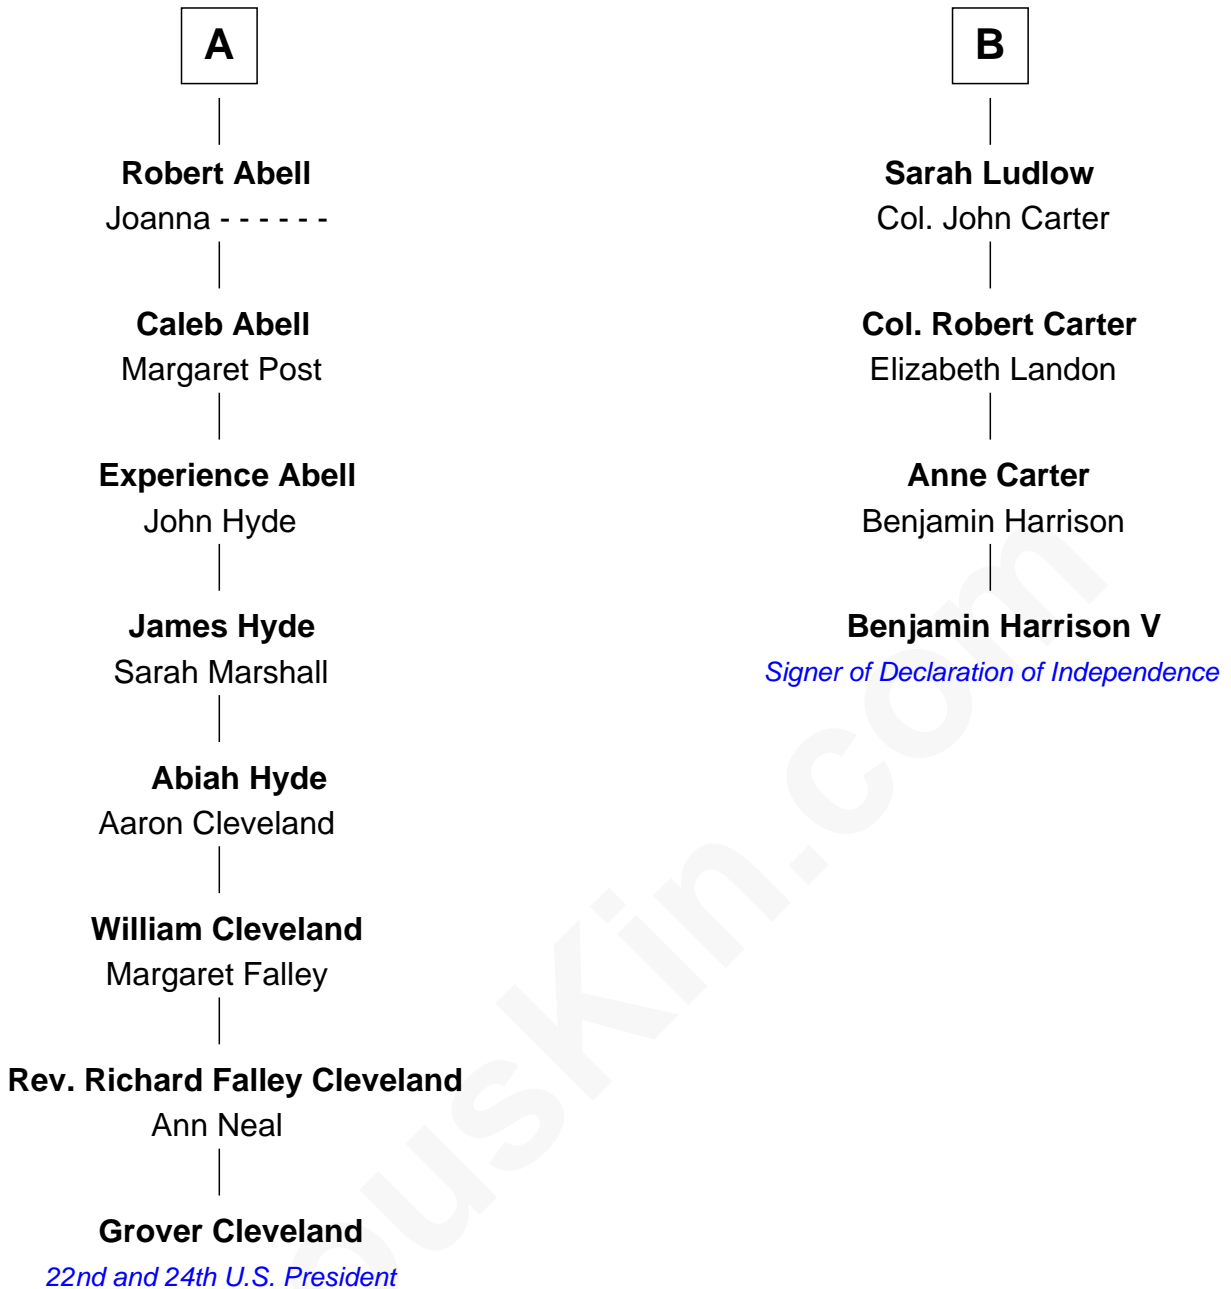 A
Robert Abell
Joanna - - - - - -
Caleb Abell
Margaret Post
Experience Abell
John Hyde
James Hyde
Sarah Marshall
Abiah Hyde
Aaron Cleveland
William Cleveland
Margaret Falley
Rev. Richard Falley Cleveland
Ann Neal
Grover Cleveland
22nd and 24th U.S. President
B
Sarah Ludlow
Col. John Carter
Col. Robert Carter
Elizabeth Landon
Anne Carter
Benjamin Harrison
Benjamin Harrison V
Signer of Declaration of Independence
ousKin.com